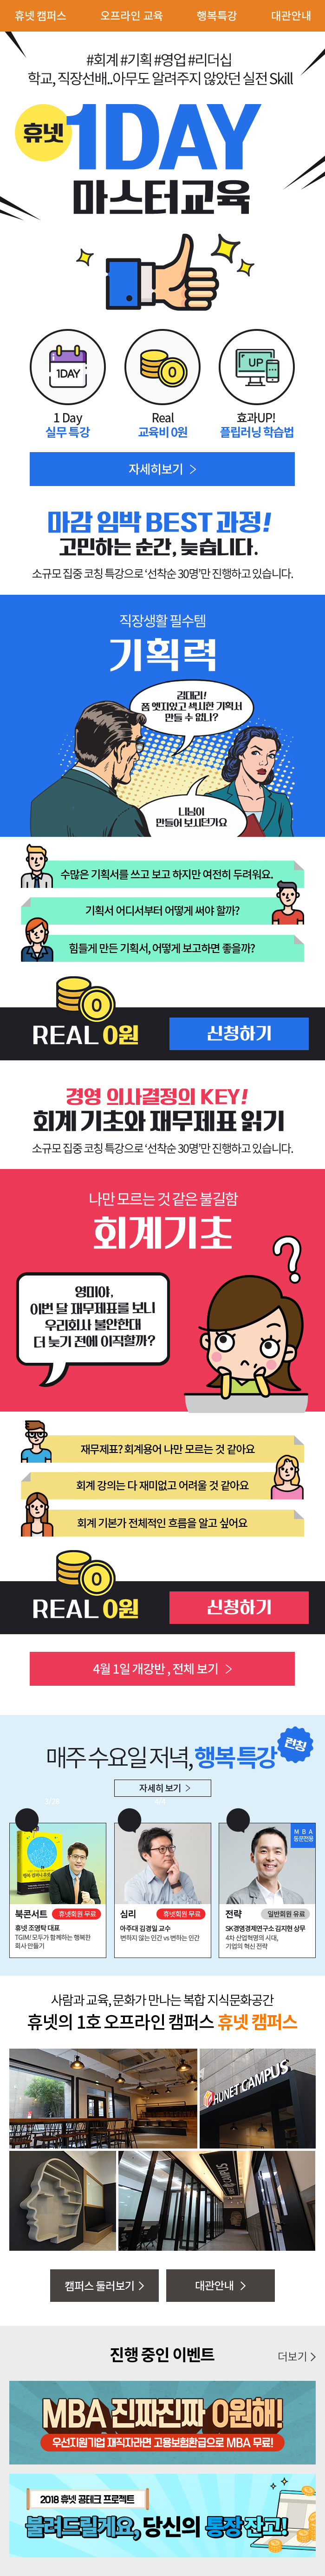 휴넷 캠퍼스 오프라인 교육 행복특강 대관안내
#회계 #기획 #영업 #리더십
학교, 직장선배..아무도 알려주지 않았던 실전 Skill
휴넷 1DAY
마스터교육
1DAY
0
UP
1 Day
실무 특강
Real
교육비 0원
효과UP!
플립러닝 학습법
자세히보기 >
마감 임박 BEST 과정!
고민하는 순간, 늦습니다.
소규모 집중 코칭 특강으로 '선착순 30명'만 진행하고 있습니다.
직장생활 필수템
기획력
김대리!
폼 엣지있고 섹시한 기획서
만들 수 없나?
니님이
만들어 보시던가요
수많은 기획서를 쓰고 보고 하지만 여전히 두려워요.
기획서 어디서부터 어떻게 써야 할까?
힘들게 만든 기획서, 어떻게 보고하면 좋을까?
0
REAL 0원
신청하기
경영 의사결정의 KEY!
회계 기초와 재무제표 읽기
소규모 집중 코칭 특강으로 '선착순 30명'만 진행하고 있습니다.
나만 모르는 것 같은 불길함
회계기초
영미야,
이번 달 재무제표를 보니
우리회사 불안한대
더 늦기 전에 이직할까?
재무제표? 회계용어 나만 모르는 것 같아요
회계 강의는 다 재미없고 어려울 것 같아요
회계 기본가 전체적인 흐름을 알고 싶어요
0
REAL 0원
신청하기
4월 1일 개강반 , 전체 보기 >
매주 수요일 저녁, 행복 특강
런칭
자세히 보기 >
M B A
동문전용
북콘서트 휴넷회원 무료
휴넷 조영탁 대표
TGIM! 모두가 함께하는 행복한
회사 만들기
심리 휴넷회원 무료
아주대 김경일 교수
변하지 않는 인간 vs 변하는 인간
전략 일반회원 유료
SK경영경제연구소 김지현 상무
4차 산업혁명의 시대,
기업의 혁신 전략
사람과 교육, 문화가 만나는 복합 지식문화공간
휴넷의 1호 오프라인 캠퍼스 휴넷 캠퍼스
HUNET CAMPUS
캠퍼스 둘러보기 >
대관안내 >
진행 중인 이벤트
더보기 >
MBA 진짜진짜 0원해!
우선지원기업 재직자라면 고용보험환급으로 MBA 무료!
2018 휴넷 공테크 프로젝트
불려드릴게요, 당신의 통장 잔고!